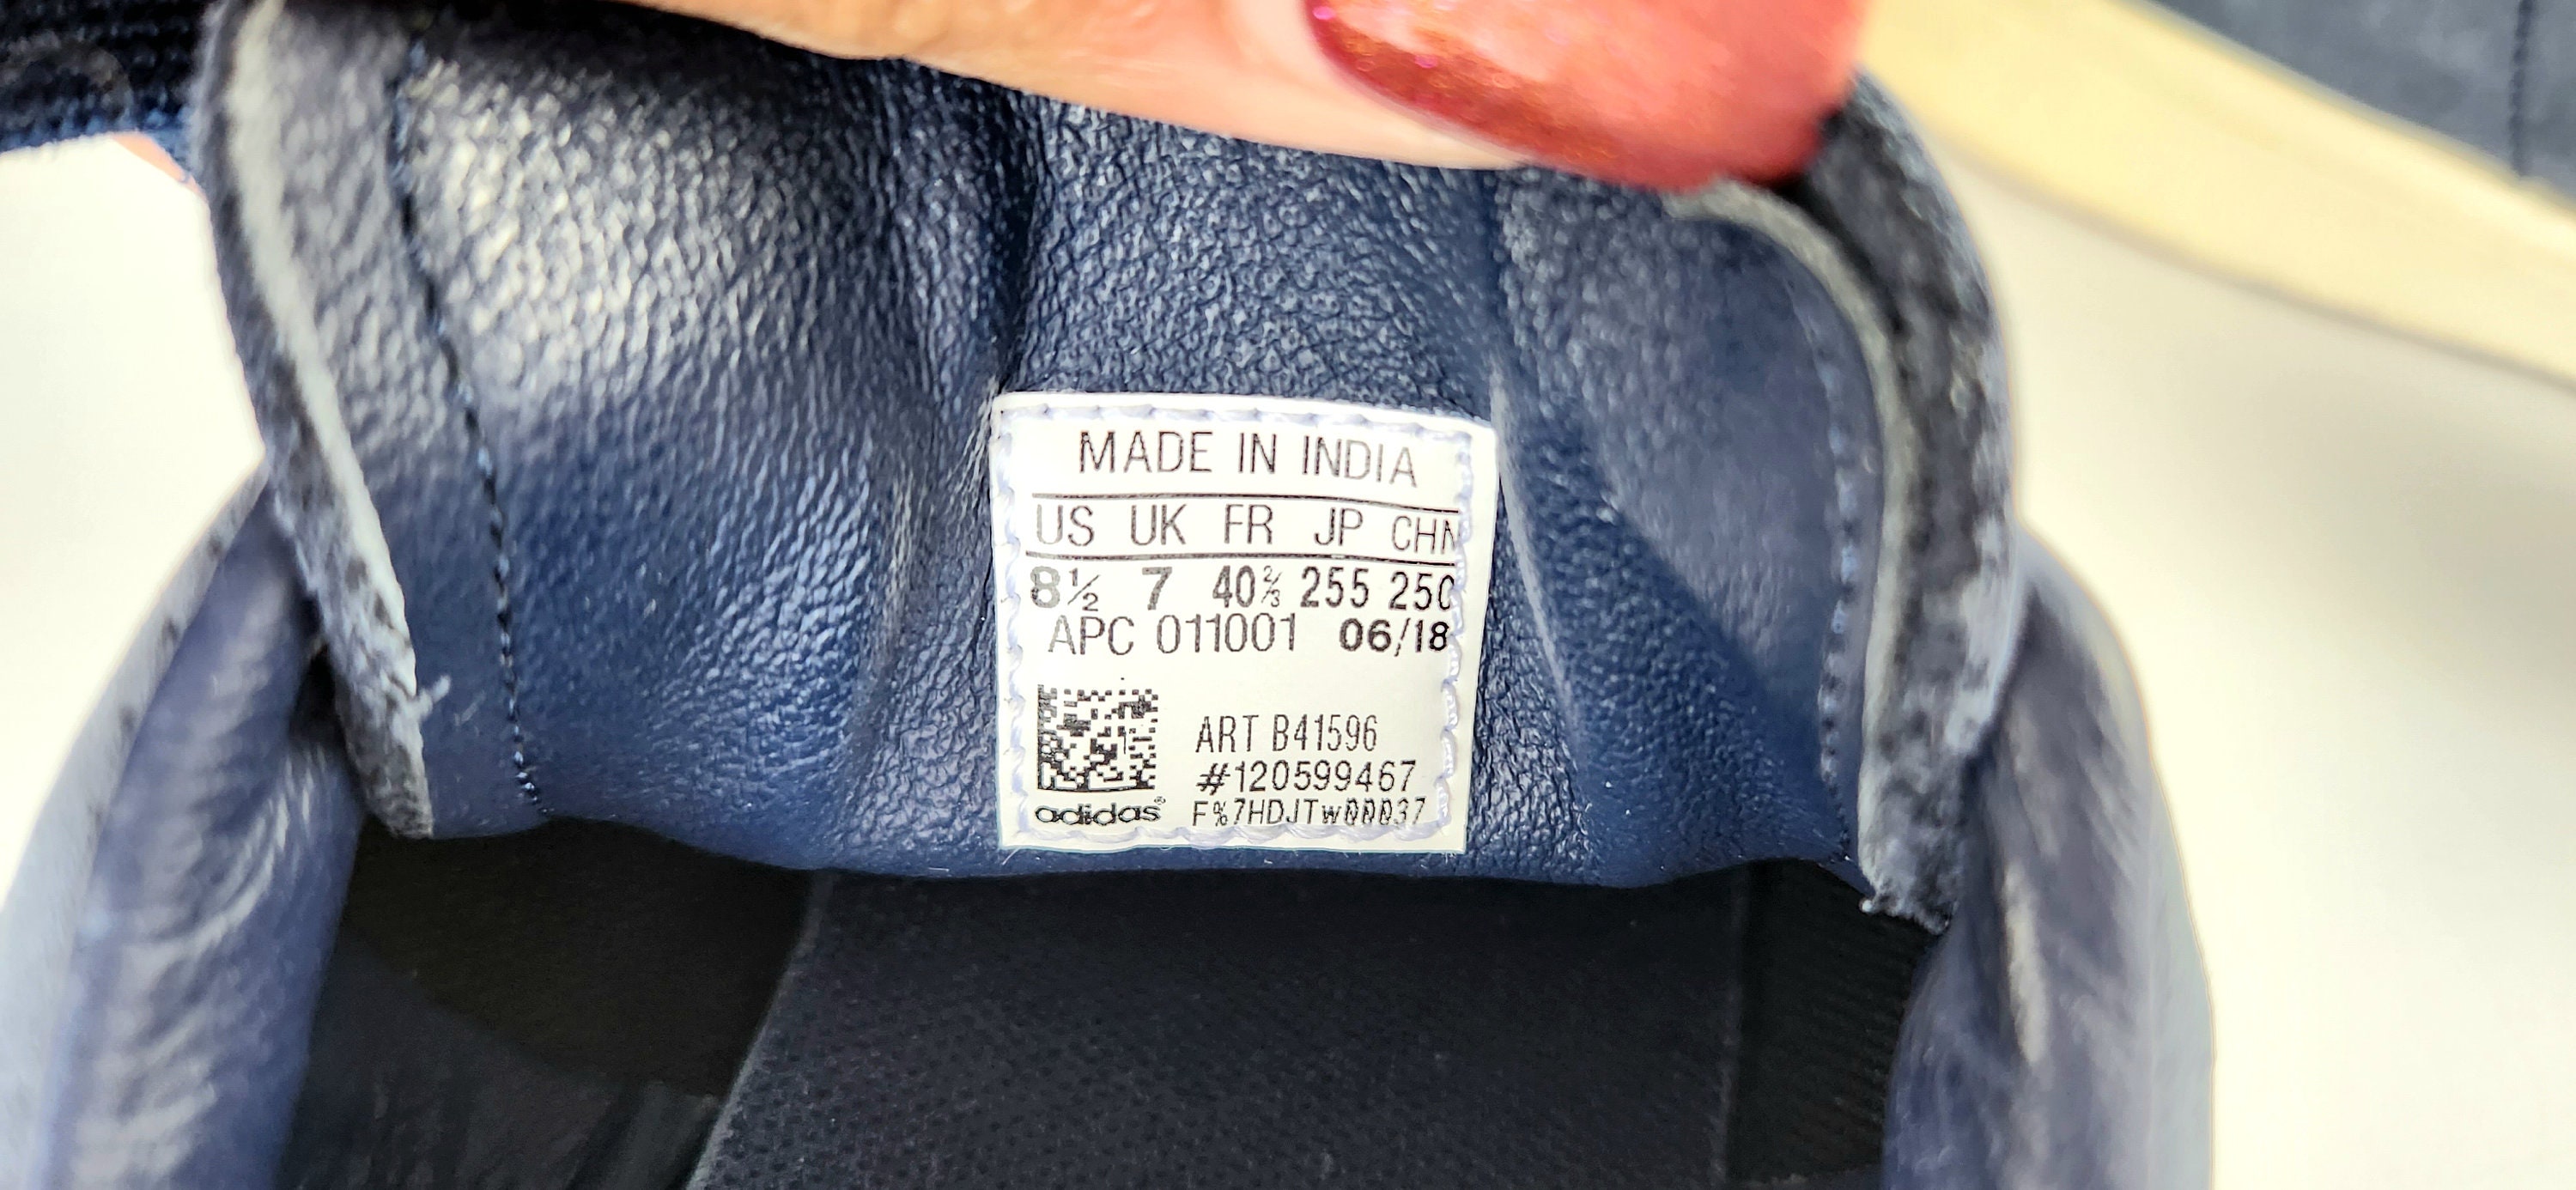 MADE IN INDIA
US UK FR JP CHN
8½ 7 40⅔ 255 250
APC 011001 06/18
ART B41596
#120599467
adidas® F%7HDJTw00037